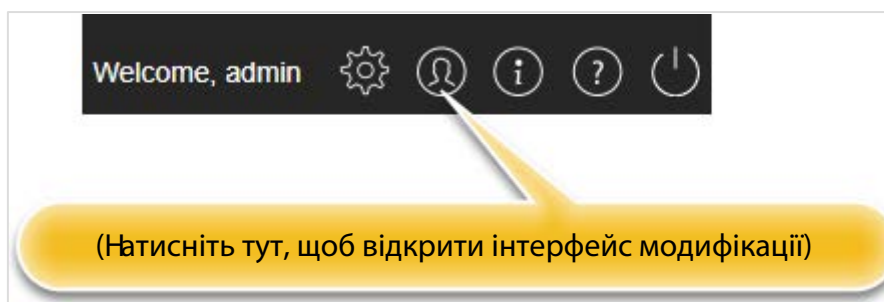 Welcome, admin
(Натисніть тут, щоб відкрити інтерфейс модифікації)